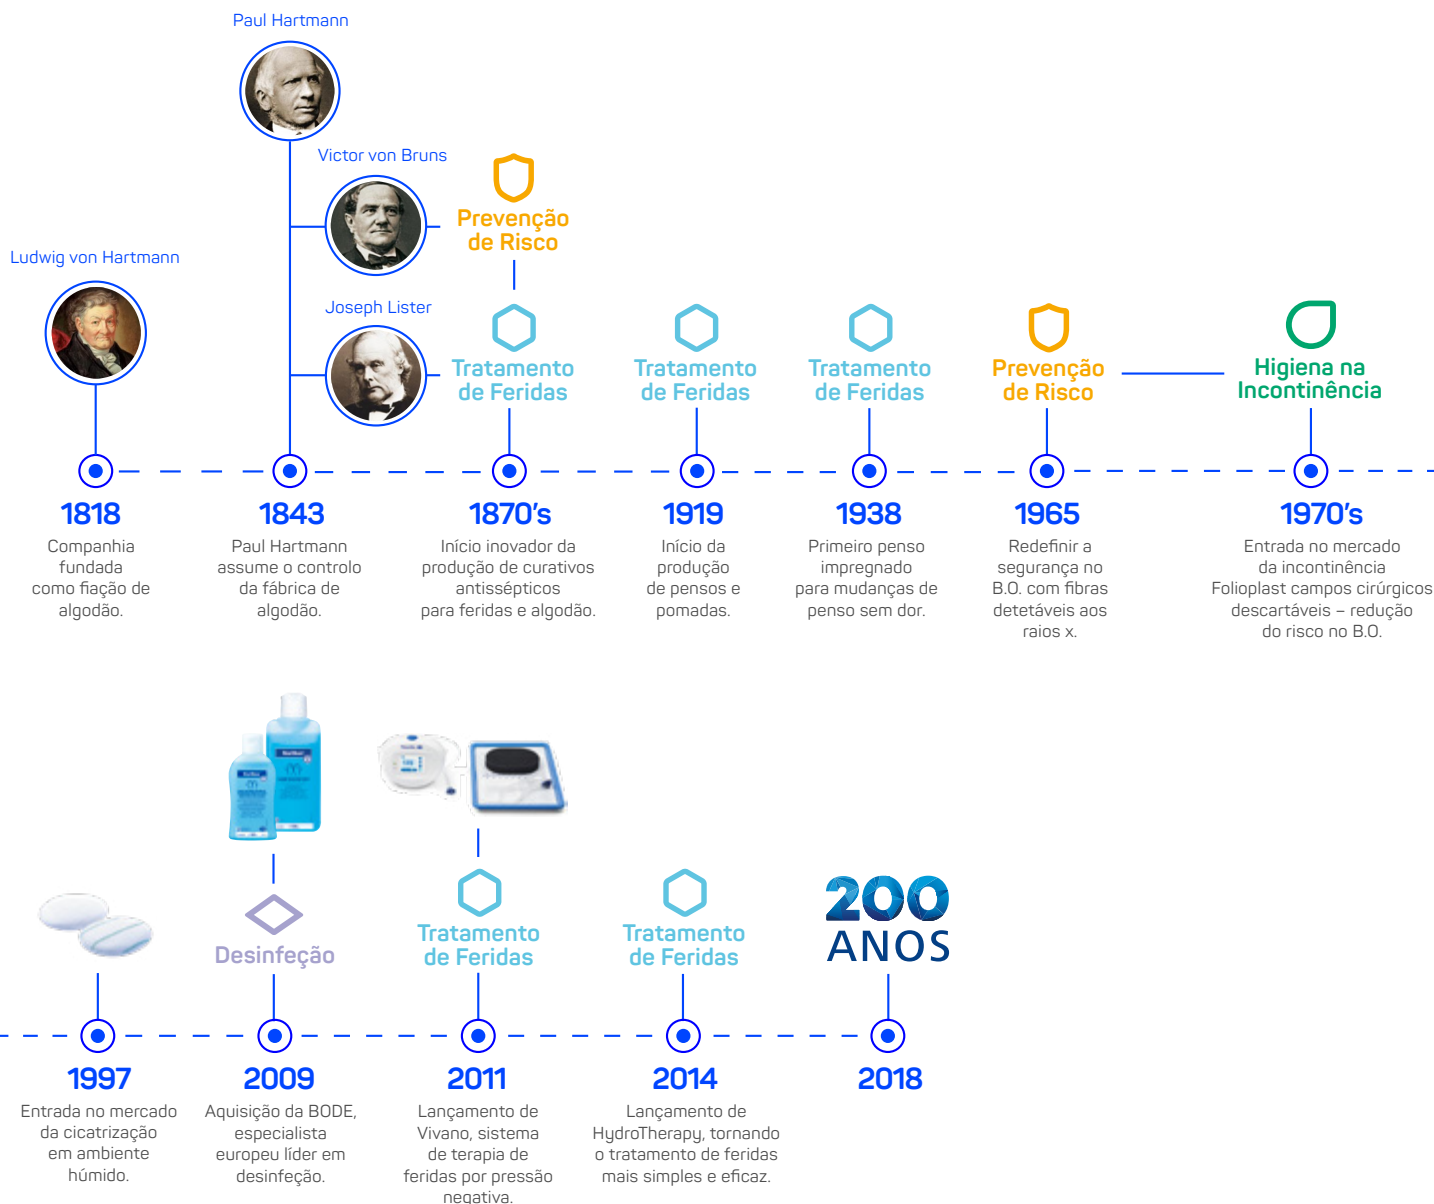 Paul Hartmann
Victor von Bruns
Prevenção
de Risco
Ludwig von Hartmann
Joseph Lister
Tratamento
de Feridas
Tratamento
de Feridas
Tratamento
de Feridas
Prevenção
de Risco
Higiena na
Incontinência
1818
Companhia
fundada
como fiação de
algodão.
1843
Paul Hartmann
assume o controlo
da fábrica de
algodão.
1870's
Início inovador da
produção de curativos
antissépticos
para feridas e algodão.
1919
Início da
produção
de pensos e
pomadas.
1938
Primeiro penso
impregnado
para mudanças de
penso sem dor.
1965
Redefinir a
segurança no
B.O. com fibras
detetáveis aos
raios x.
1970's
Entrada no mercado
da incontinência
Folioplast campos cirúrgicos
descartáveis – redução
do risco no B.O.
Desinfeção
Tratamento
de Feridas
Tratamento
de Feridas
200
ANOS
1997
Entrada no mercado
da cicatrização
em ambiente
húmido.
2009
Aquisição da BODE,
especialista
europeu líder em
desinfeção.
2011
Lançamento de
Vivano, sistema
de terapia de
feridas por pressão
negativa.
2014
Lançamento de
HydroTherapy, tornando
o tratamento de feridas
mais simples e eficaz.
2018